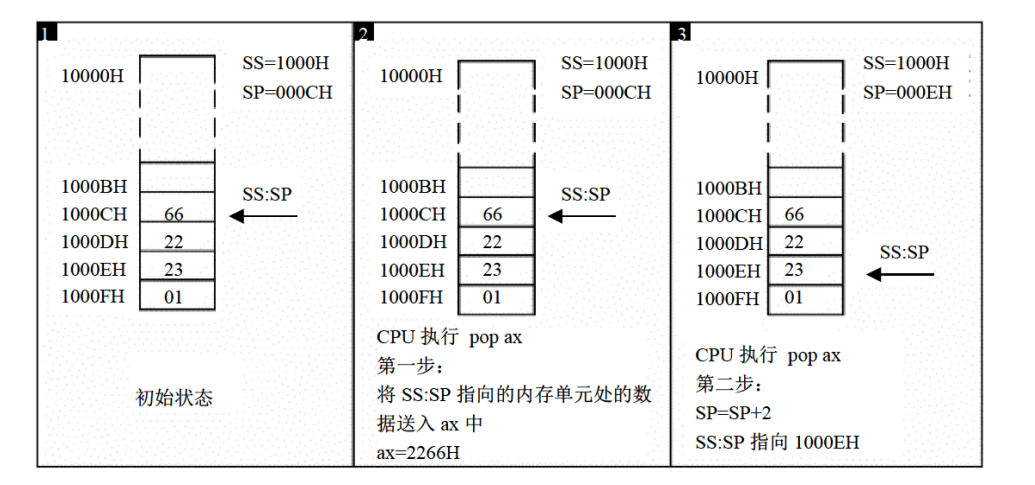 1
10000H
SS=1000H
SP=000CH
1000BH
1000CH 66
SS:SP
1000DH 22
1000EH 23
1000FH 01
初始状态
2
10000H
SS=1000H
SP=000CH
1000BH
1000CH 66
SS:SP
1000DH 22
1000EH 23
1000FH 01
CPU 执行 pop ax
第一步：
将 SS:SP 指向的内存单元处的数
据送入 ax 中
ax=2266H
3
10000H
SS=1000H
SP=000EH
1000BH
1000CH 66
1000DH 22
SS:SP
1000EH 23
1000FH 01
CPU 执行 pop ax
第二步：
SP=SP+2
SS:SP 指向 1000EH